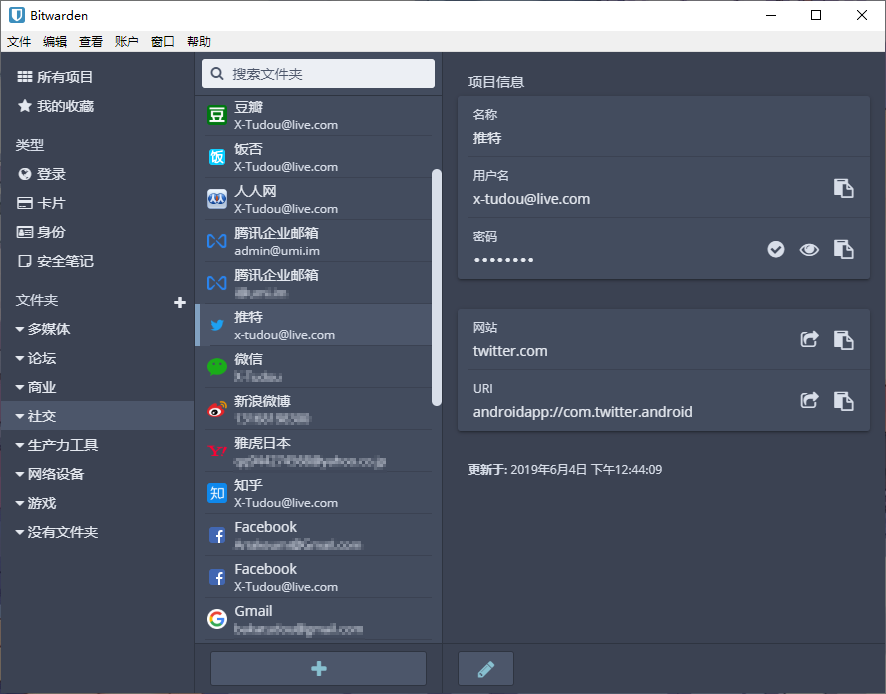 Bitwarden
文件 编辑 查看 账户 窗口 帮助
所有项目
我的收藏
类型
登录
卡片
身份
安全笔记
文件夹
多媒体
论坛
商业
社交
生产力工具
网络设备
游戏
没有文件夹
搜索文件夹
豆
豆瓣
X-Tudou@live.com
饭
饭否
X-Tudou@live.com
人人网
X-Tudou@live.com
腾讯企业邮箱
admin@umi.im
腾讯企业邮箱
推特
x-tudou@live.com
微信
新浪微博
雅虎日本
知
知乎
X-Tudou@live.com
Facebook
Facebook
X-Tudou@live.com
Gmail
项目信息
名称
推特
用户名
x-tudou@live.com
密码
••••••••
网站
twitter.com
URI
androidapp://com.twitter.android
更新于: 2019年6月4日 下午12:44:09